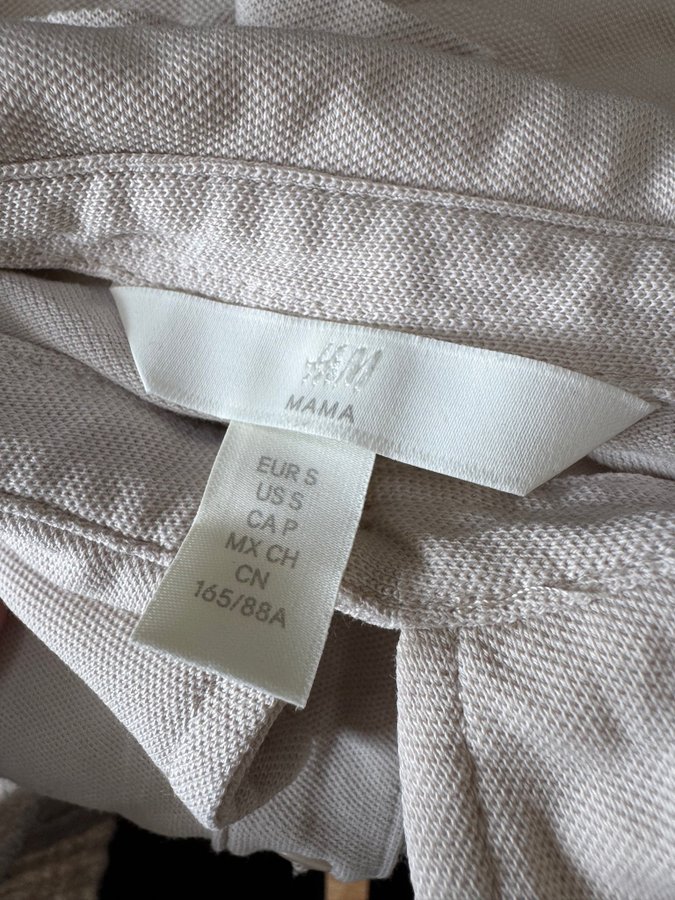 H&M
MAMA
EUR S
US S
CA P
MX CH
CN
165/88A